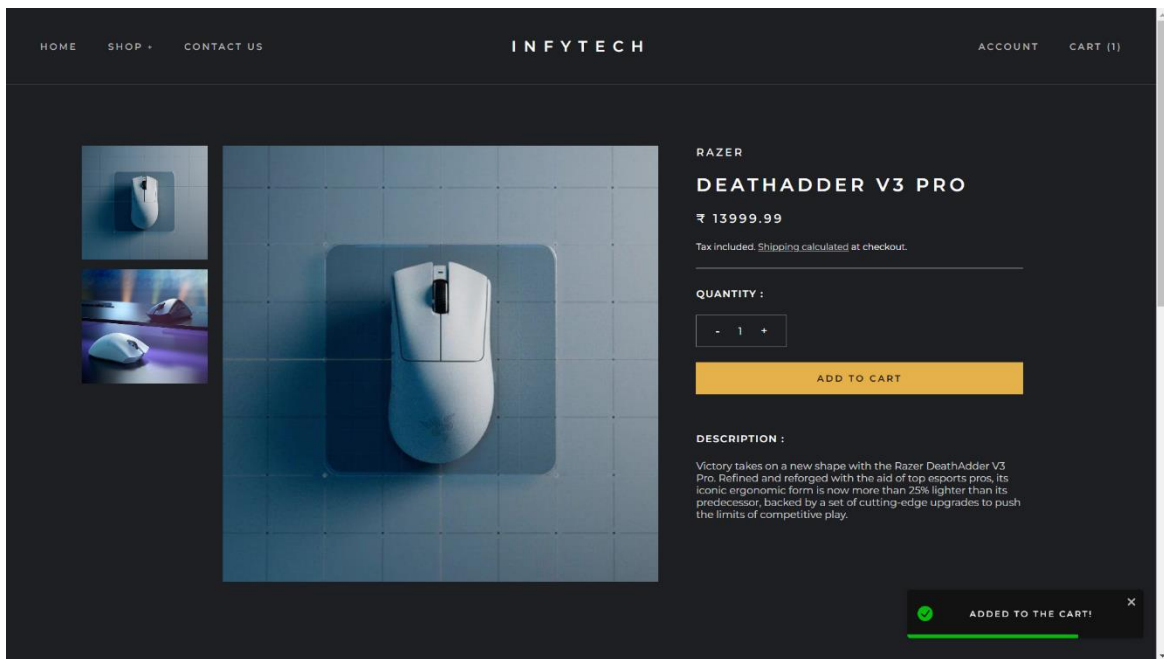 HOME SHOP + CONTACT US INFYTECH ACCOUNT CART (1)
RAZER
DEATHADDER V3 PRO
₹ 13999.99
Tax included. Shipping calculated at checkout.
QUANTITY :
- 1 +
ADD TO CART
DESCRIPTION :
Victory takes on a new shape with the Razer DeathAdder V3
Pro. Refined and reforged with the aid of top esports pros, its
iconic ergonomic form is now more than 25% lighter than its
predecessor, backed by a set of cutting-edge upgrades to push
the limits of competitive play.
ADDED TO THE CART!